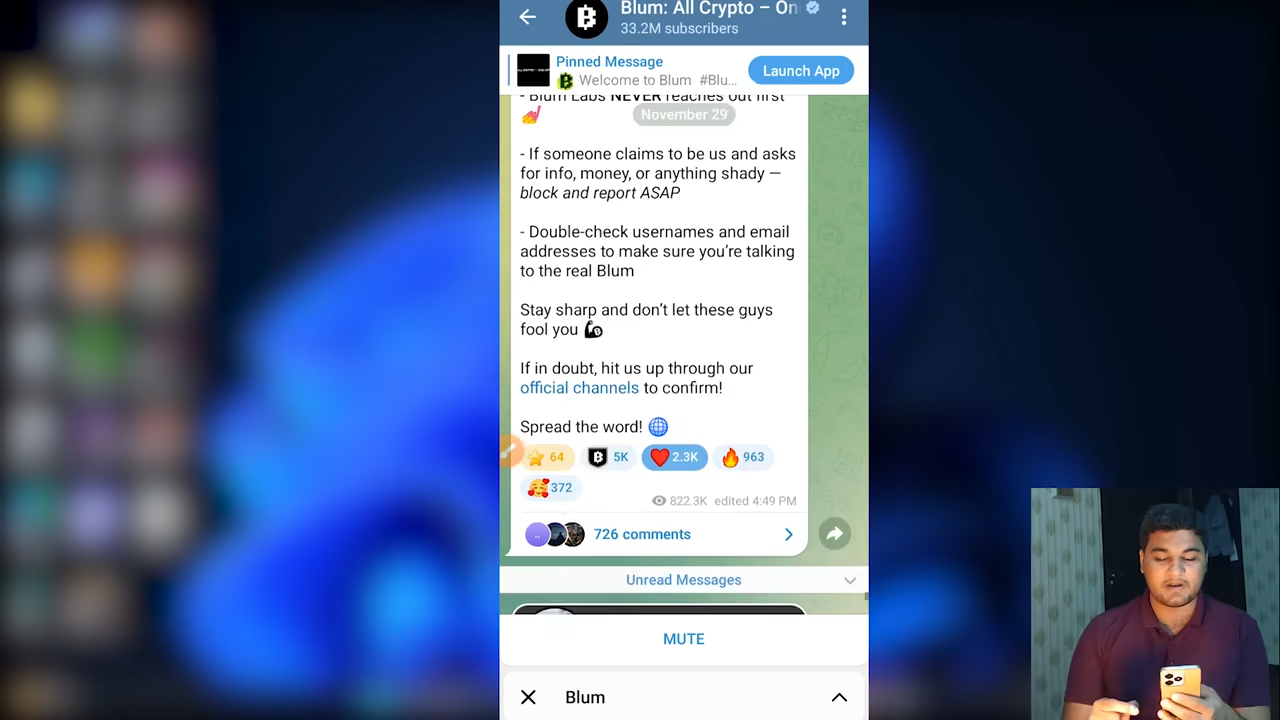 Blum: All Crypto – On
33.2M subscribers
Pinned Message
Welcome to Blum #Blu...
Launch App
- Blum Labs NEVER reaches out first
November 29
- If someone claims to be us and asks
for info, money, or anything shady —
block and report ASAP
- Double-check usernames and email
addresses to make sure you’re talking
to the real Blum
Stay sharp and don’t let these guys
fool you
If in doubt, hit us up through our
official channels to confirm!
Spread the word!
64 5K 2.3K 963
372
822.3K edited 4:49 PM
726 comments
Unread Messages
MUTE
Blum